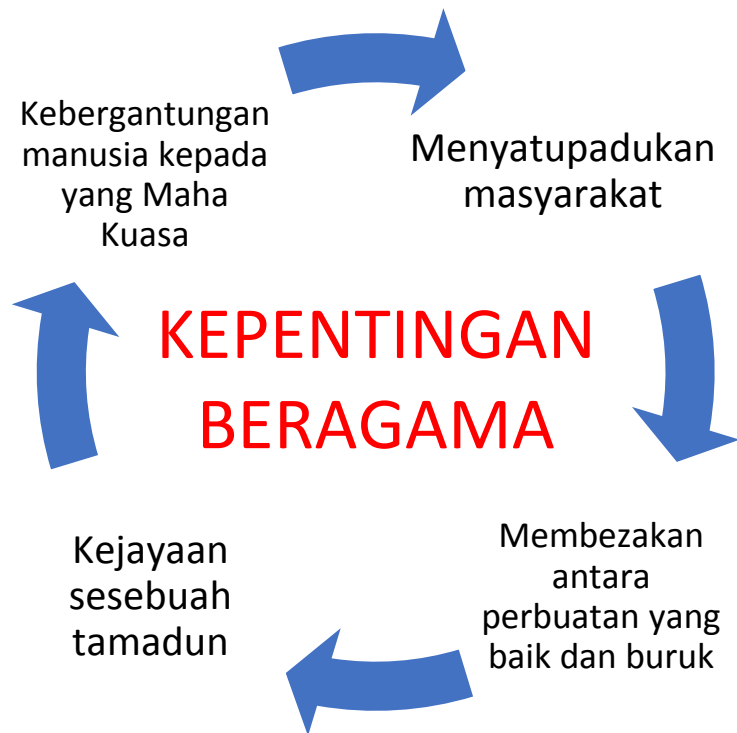 Kebergantungan
manusia kepada
yang Maha
Kuasa
Menyatupadukan
masyarakat
KEPENTINGAN
BERAGAMA
Membezakan
antara
perbuatan yang
baik dan buruk
Kejayaan
sesebuah
tamadun